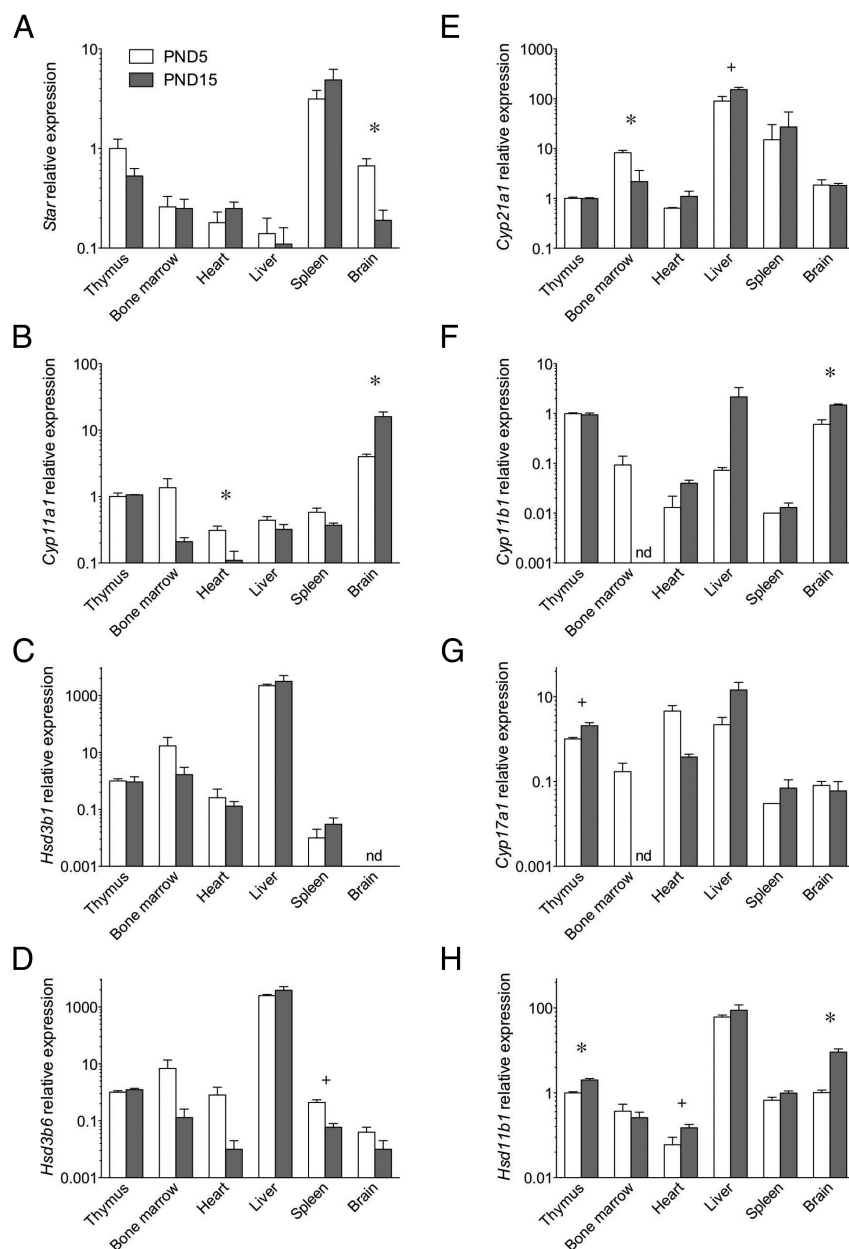 A
Star relative expression
10
1
0.1
PND5
PND15
*
Thymus
Bone marrow
Heart
Liver
Spleen
Brain
B
Cyp11a1 relative expression
100
10
1
0.1
*
*
Thymus
Bone marrow
Heart
Liver
Spleen
Brain
C
Hsd3b1 relative expression
1000
10
0.1
0.001
nd
Thymus
Bone marrow
Heart
Liver
Spleen
Brain
D
Hsd3b6 relative expression
1000
10
0.1
0.001
+
Thymus
Bone marrow
Heart
Liver
Spleen
Brain
E
Cyp21a1 relative expression
1000
100
10
1
0.1
*
+
Thymus
Bone marrow
Heart
Liver
Spleen
Brain
F
Cyp11b1 relative expression
10
1
0.1
0.01
0.001
nd
*
Thymus
Bone marrow
Heart
Liver
Spleen
Brain
G
Cyp17a1 relative expression
10
0.1
0.001
+
nd
Thymus
Bone marrow
Heart
Liver
Spleen
Brain
H
Hsd11b1 relative expression
100
1
0.01
*
+
*
Thymus
Bone marrow
Heart
Liver
Spleen
Brain